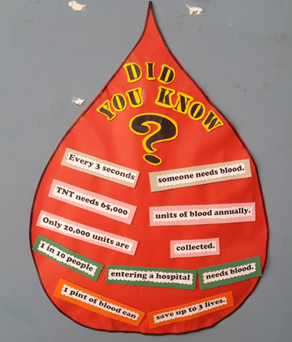 DID
YOU KNOW
?
Every 3 seconds someone needs blood.
TNT needs 65,000 units of blood annually.
Only 20,000 units are collected.
1 in 10 people entering a hospital needs blood.
1 pint of blood can save up to 3 lives.